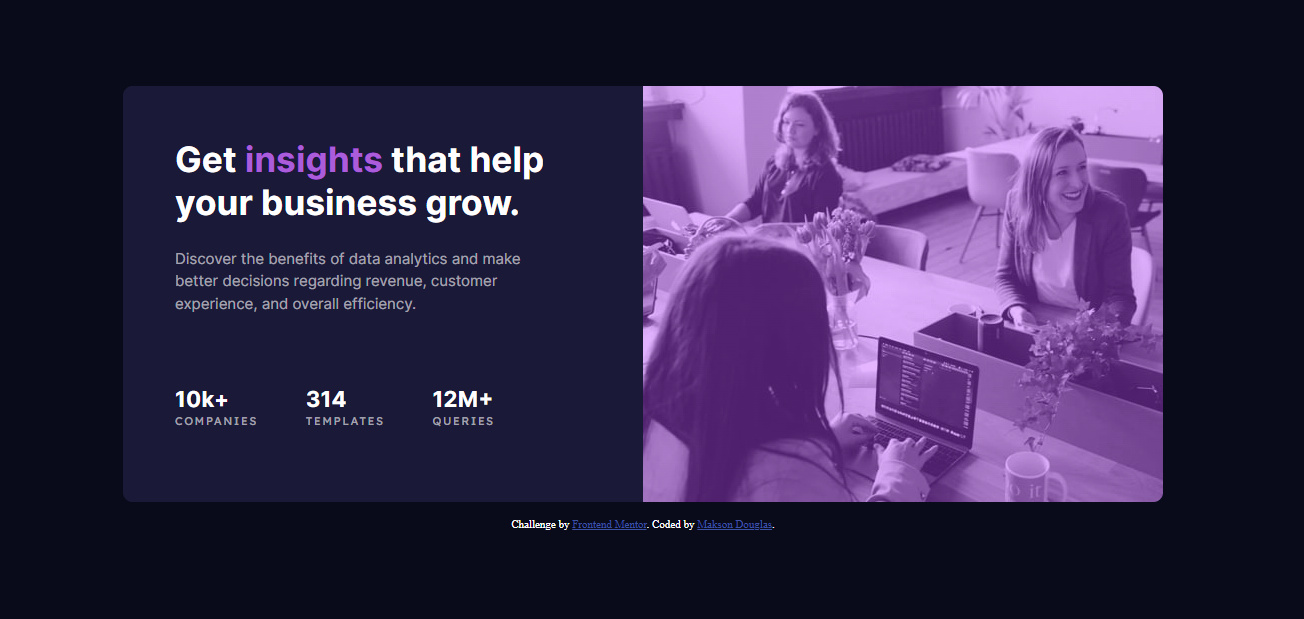 Get insights that help
your business grow.
Discover the benefits of data analytics and make
better decisions regarding revenue, customer
experience, and overall efficiency.
10k+ 314 12M+
COMPANIES TEMPLATES QUERIES
Challenge by Frontend Mentor. Coded by Makson Douglas.